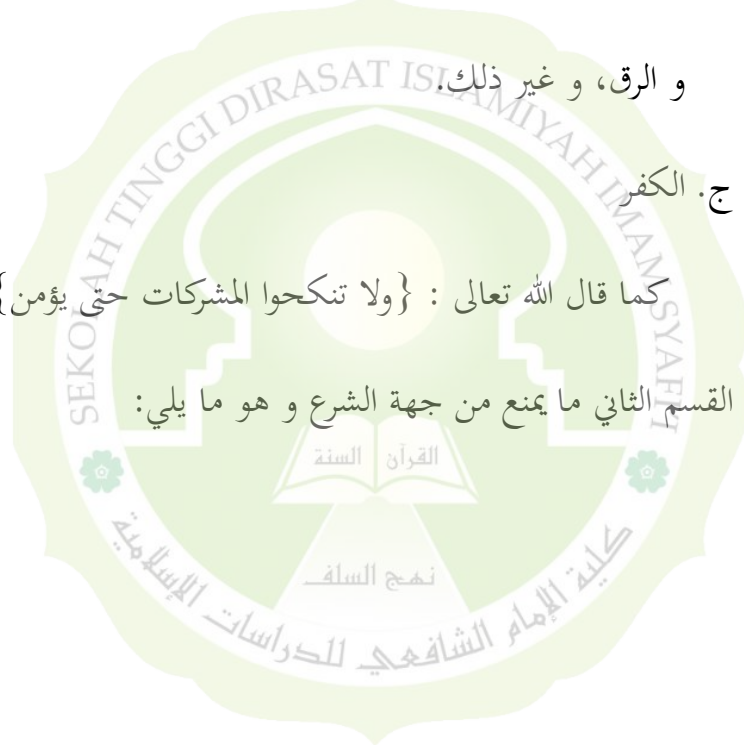 و الرق، و غير ذلك.
ج. الكفر
كما قال الله تعالى : {ولا تنكحوا المشركات حتى يؤمن}
القسم الثاني ما يمنع من جهة الشرع و هو ما يلي:
SEKOLAH TINGGI DIRASAT ISLAMIYAH IMAM SYAFI'I
القرآن السنة
نهج السلف
كلية الإمام الشافعي للدراسات الإسلامية